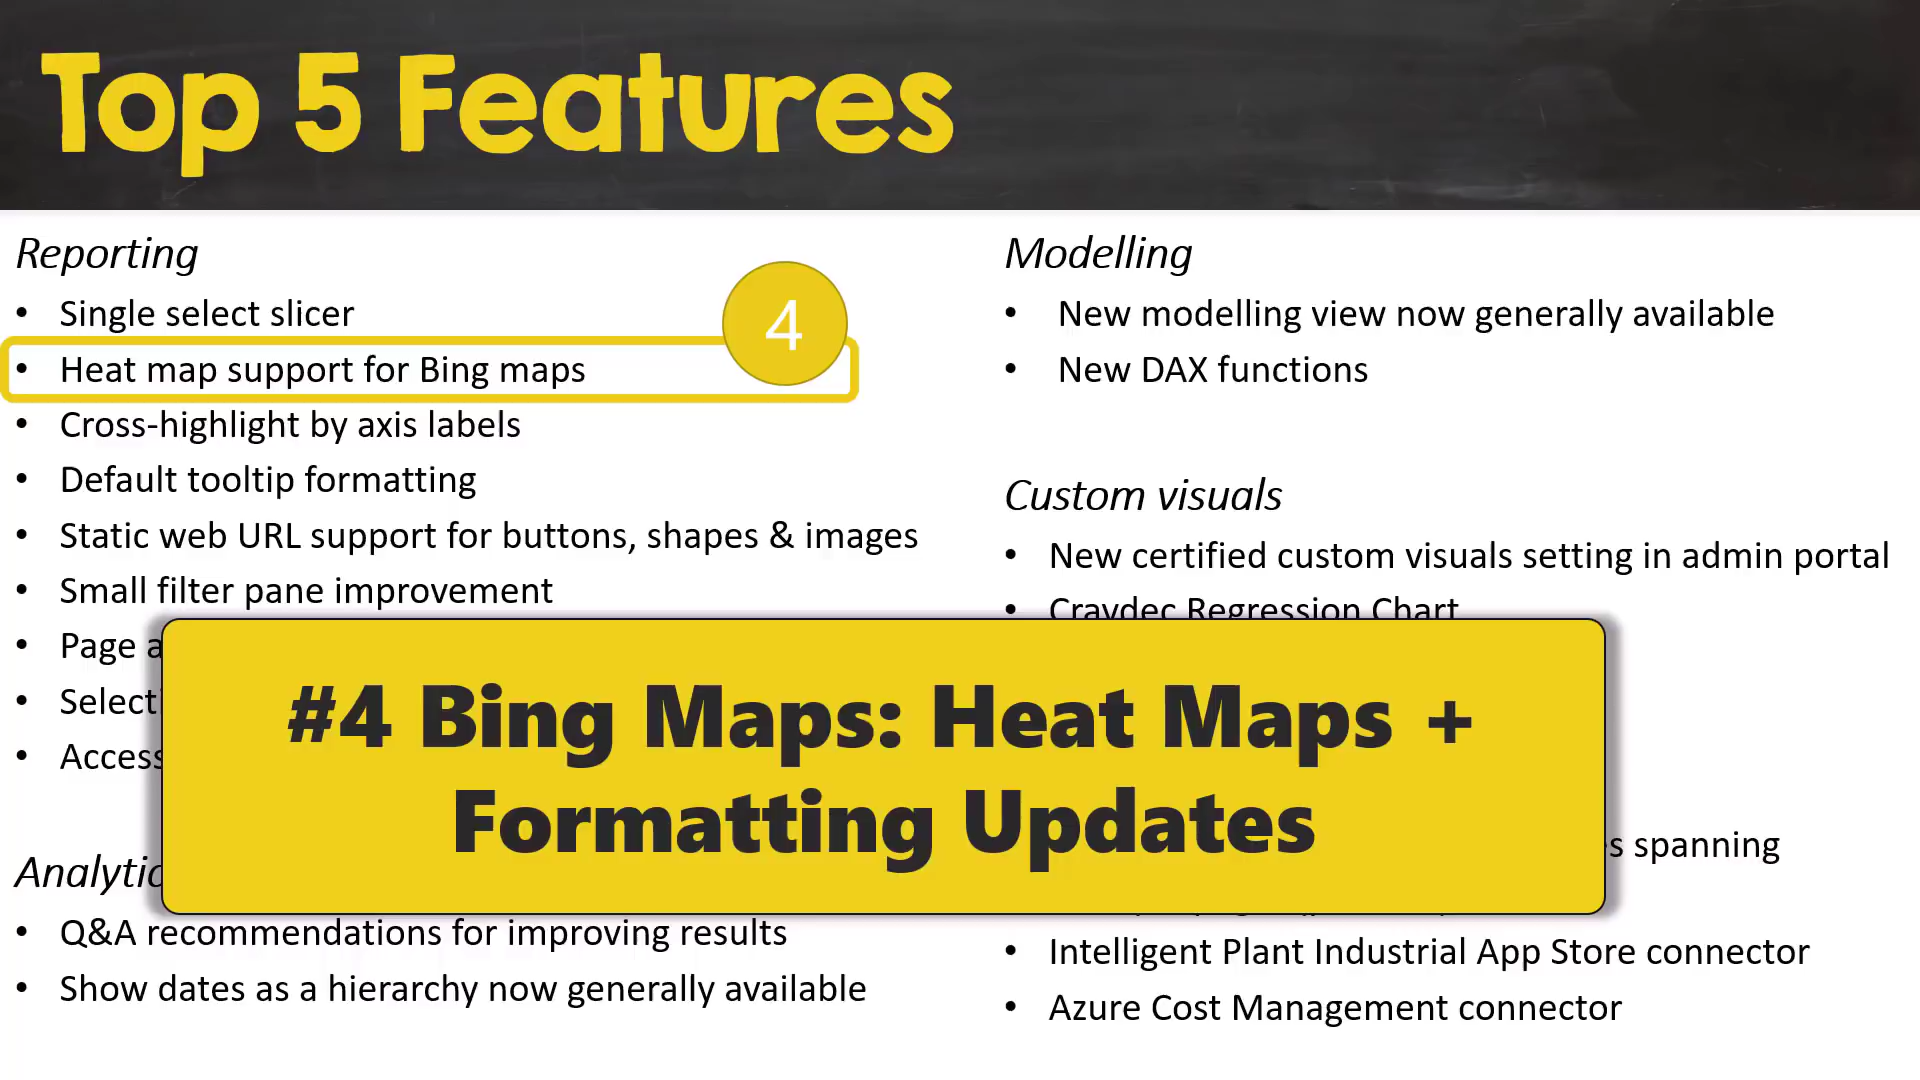 Top 5 Features
Reporting
• Single select slicer
• Heat map support for Bing maps
4
• Cross-highlight by axis labels
• Default tooltip formatting
• Static web URL support for buttons, shapes & images
• Small filter pane improvement
• Page
•
•
Analytic
• Q&A recommendations for improving results
• Show dates as a hierarchy now generally available
Modelling
• New modelling view now generally available
• New DAX functions
Custom visuals
• New certified custom visuals setting in admin portal
• Craydec Regression Chart
spanning
• Intelligent Plant Industrial App Store connector
• Azure Cost Management connector
#4 Bing Maps: Heat Maps +
Formatting Updates